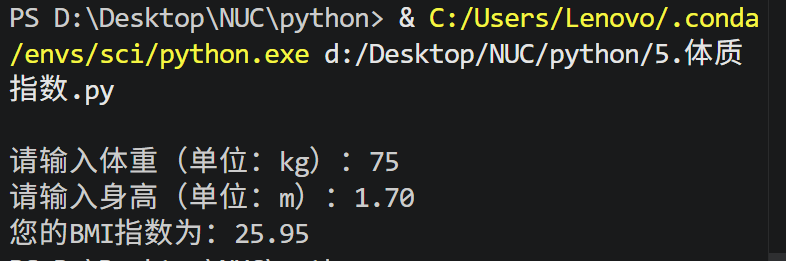 PS D:\Desktop\NUC\python> & C:/Users/Lenovo/.conda
/envs/sci/python.exe d:/Desktop/NUC/python/5.体质
指数.py
请输入体重（单位：kg）：75
请输入身高（单位：m）：1.70
您的BMI指数为：25.95